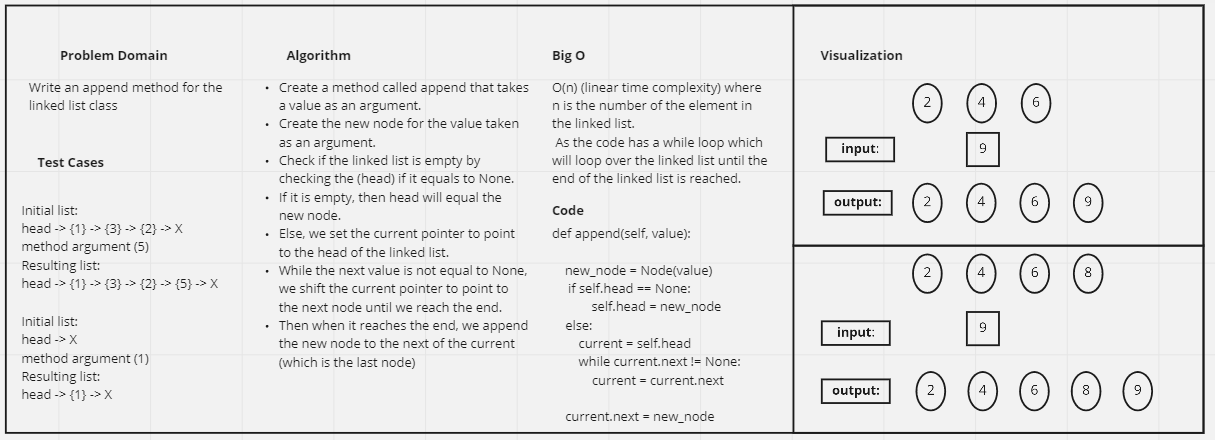 Problem Domain
Write an append method for the
linked list class
Test Cases
Initial list:
head -> {1} -> {3} -> {2} -> X
method argument (5)
Resulting list:
head -> {1} -> {3} -> {2} -> {5} -> X
Initial list:
head -> X
method argument (1)
Resulting list:
head -> {1} -> X
Algorithm
• Create a method called append that takes
a value as an argument.
• Create the new node for the value taken
as an argument.
• Check if the linked list is empty by
checking the (head) if it equals to None.
• If it is empty, then head will equal the
new node.
• Else, we set the current pointer to point
to the head of the linked list.
• While the next value is not equal to None,
we shift the current pointer to point to
the next node until we reach the end.
• Then when it reaches the end, we append
the new node to the next of the current
(which is the last node)
Big O
O(n) (linear time complexity) where
n is the number of the element in
the linked list.
As the code has a while loop which
will loop over the linked list until the
end of the linked list is reached.
Code
def append(self, value):
new_node = Node(value)
if self.head == None:
self.head = new_node
else:
current = self.head
while current.next != None:
current = current.next
current.next = new_node
Visualization
2 4 6
input: 9
output: 2 4 6 9
2 4 6 8
input: 9
output: 2 4 6 8 9